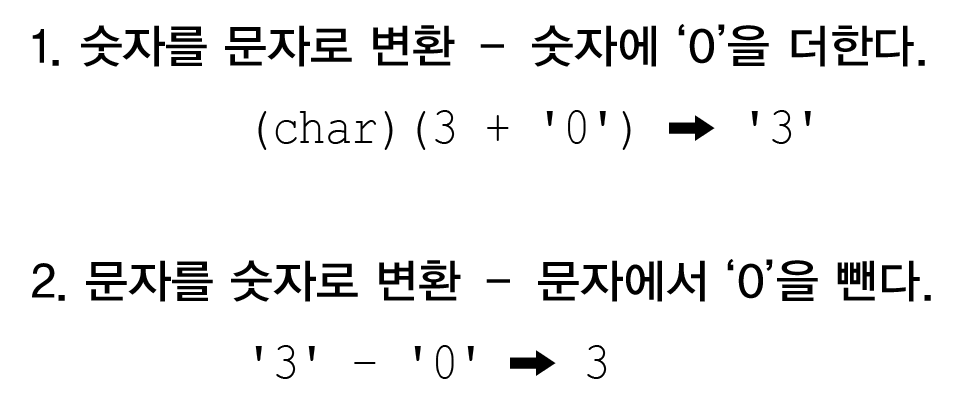 1. 숫자를 문자로 변환 - 숫자에 ‘0’을 더한다.
(char)(3 + '0') ➡ '3'
2. 문자를 숫자로 변환 - 문자에서 ‘0’을 뺀다.
'3' - '0' ➡ 3